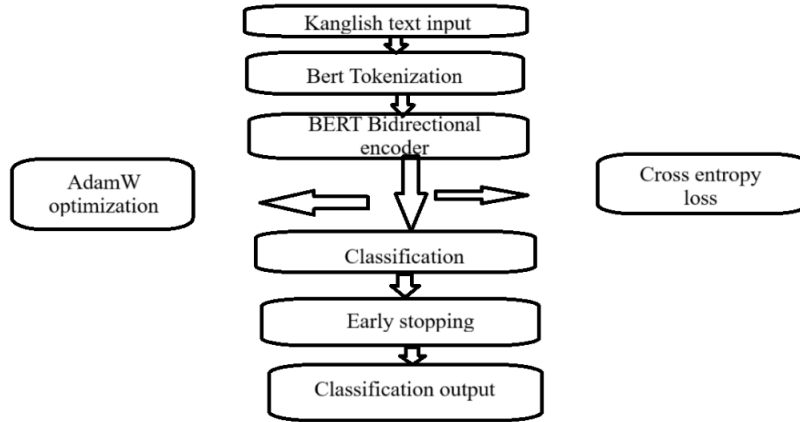 Kanglish text input
Bert Tokenization
BERT Bidirectional
encoder
AdamW
optimization
Cross entropy
loss
Classification
Early stopping
Classification output